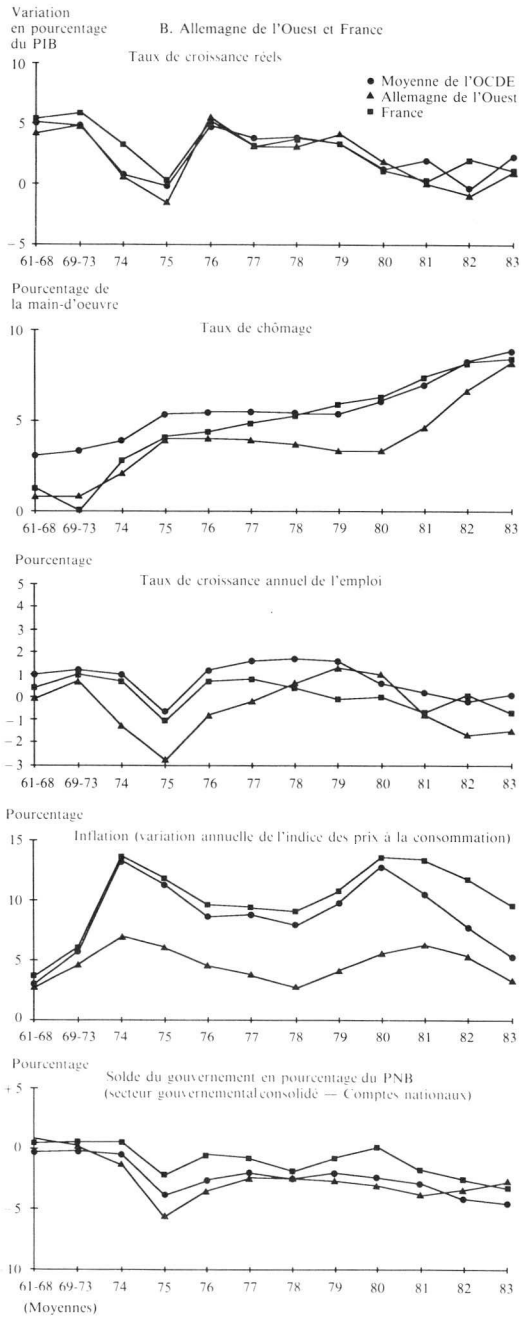 Variation
en pourcentage
du PIB
B. Allemagne de l'Ouest et France
Taux de croissance réels
Moyenne de l'OCDE
Allemagne de l'Ouest
France
10
5
0
−5
61-68 69-73 74 75 76 77 78 79 80 81 82 83
Pourcentage de
la main-d'oeuvre
Taux de chômage
10
5
0
61-68 69-73 74 75 76 77 78 79 80 81 82 83
Pourcentage
Taux de croissance annuel de l'emploi
5
4
3
2
1
0
−1
−2
−3
61-68 69-73 74 75 76 77 78 79 80 81 82 83
Pourcentage
Inflation (variation annuelle de l'indice des prix à la consommation)
15
10
5
0
61-68 69-73 74 75 76 77 78 79 80 81 82 83
Pourcentage
Solde du gouvernement en pourcentage du PNB
(secteur gouvernemental consolidé — Comptes nationaux)
+5
0
−5
10
61-68 69-73 74 75 76 77 78 79 80 81 82 83
(Moyennes)